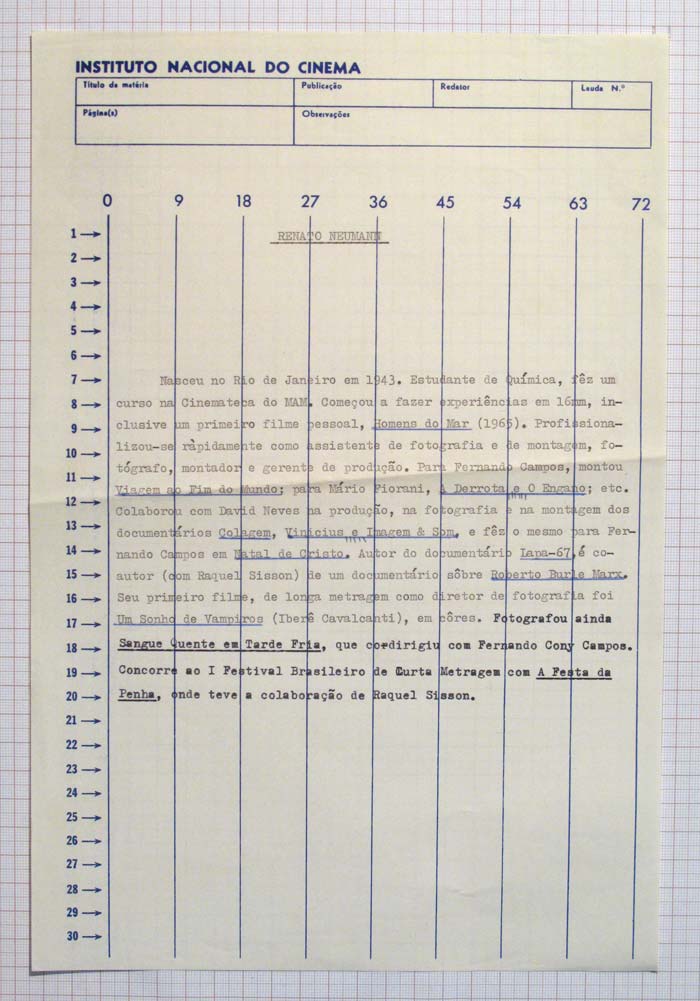 INSTITUTO NACIONAL DO CINEMA
Título da matéria Publicação Redator Lauda N.º
Página(s) Observações
0 9 18 27 36 45 54 63 72
1 RENATO NEUMANN
2
3
4
5
6
7 Nasceu no Rio de Janeiro em 1943. Estudante de Química, fêz um
8 curso na Cinemateca do MAM. Começou a fazer experiências em 16mm, in-
9 clusive um primeiro filme pessoal, Homens do Mar (1965). Profissiona-
10 lizou-se ràpidamente como assistente de fotografia e de montagem, fo-
tógrafo, montador e gerente de produção. Para Fernando Campos, montou
11 Viagem ao Fim do Mundo; para Mário Fiorani, A Derrota e O Engano; etc.
12 Colaborou com David Neves na produção, na fotografia e na montagem dos
13 documentários Colagem, Vinicius e Imagem & Som, e fêz o mesmo para Fer-
14 nando Campos em Natal de Cristo. Autor do documentário Lana-67,é co-
15 autor (com Raquel Sisson) de um documentário sôbre Roberto Burle Marx.
16 Seu primeiro filme, de longa metragem como diretor de fotografia foi
17 Um Sonho de Vampiros (Iberê Cavalcanti), em côres. Fotografou ainda
18 Sangue Quente em Tarde Fria, que co-dirigiu com Fernando Cony Campos.
19 Concorre ao I Festival Brasileiro de Curta Metragem com A Festa da
20 Penha, onde teve a colaboração de Raquel Sisson.
21
22
23
24
25
26
27
28
29
30